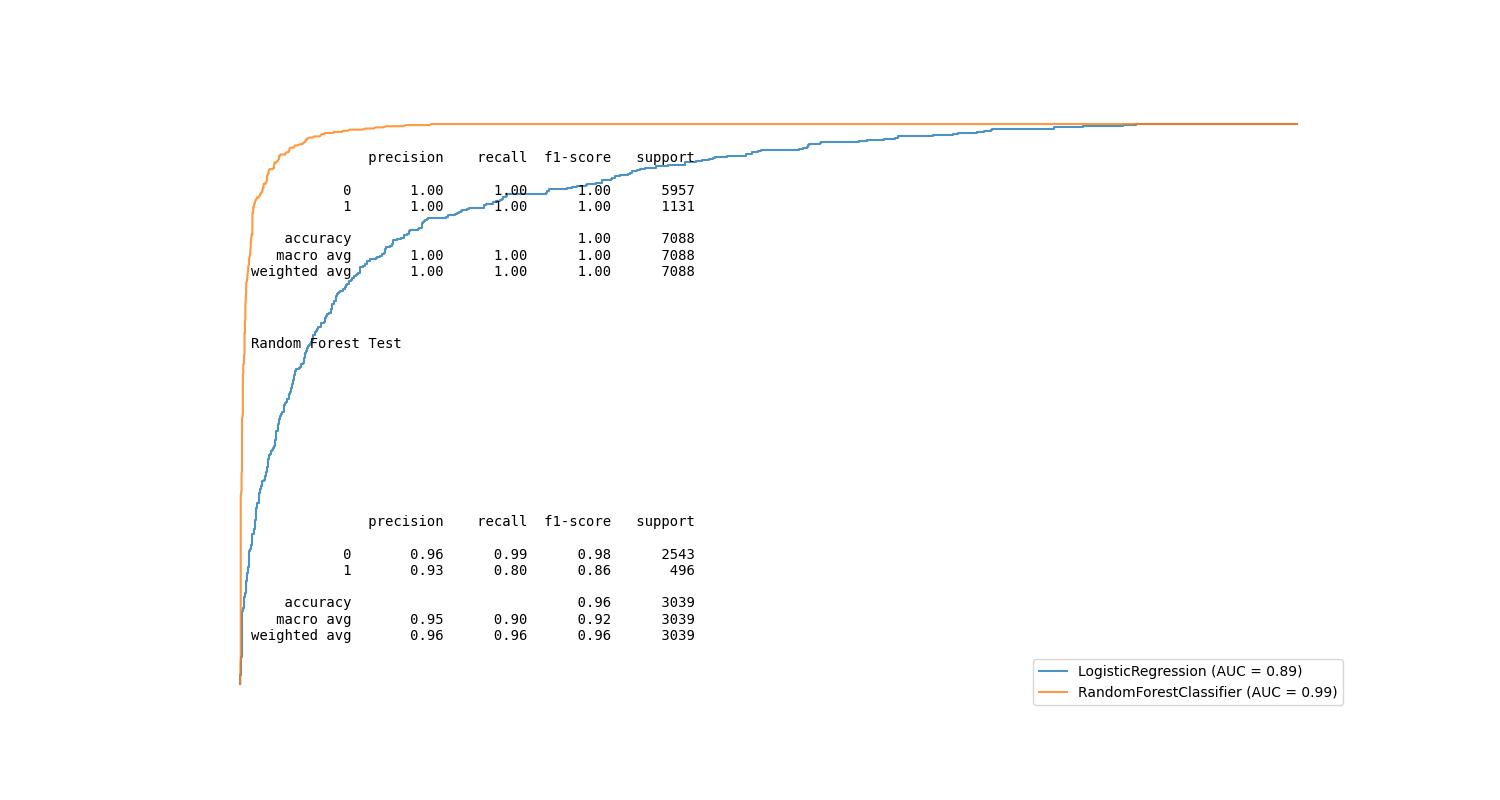 precision recall f1-score support
0 1.00 1.00 1.00 5957
1 1.00 1.00 1.00 1131
accuracy 1.00 7088
macro avg 1.00 1.00 1.00 7088
weighted avg 1.00 1.00 1.00 7088
Random Forest Test
precision recall f1-score support
0 0.96 0.99 0.98 2543
1 0.93 0.80 0.86 496
accuracy 0.96 3039
macro avg 0.95 0.90 0.92 3039
weighted avg 0.96 0.96 0.96 3039
LogisticRegression (AUC = 0.89)
RandomForestClassifier (AUC = 0.99)